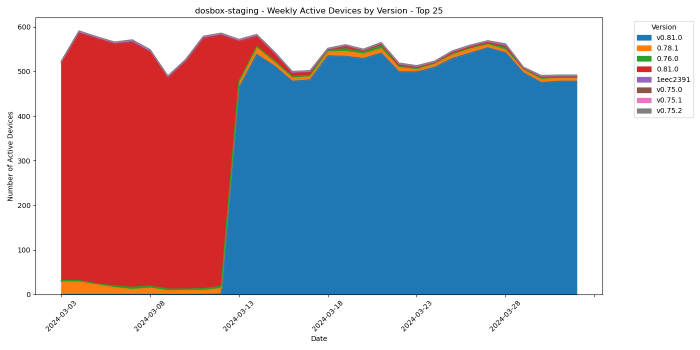 dosbox-staging - Weekly Active Devices by Version - Top 25
Number of Active Devices
600
500
400
300
200
100
0
2024-03-03
2024-03-08
2024-03-13
2024-03-18
2024-03-23
2024-03-28
Date
Version
v0.81.0
0.78.1
0.76.0
0.81.0
1eec2391
v0.75.0
v0.75.1
v0.75.2